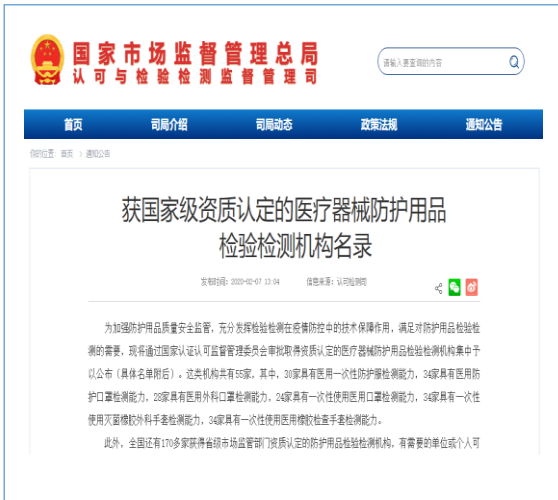 国家市场监督管理总局
认可与检验检测监督管理司
请输入要查询的内容
首页 司局介绍 司局动态 政策法规 通知公告
你的位置: 首页 > 通知公告
获国家级资质认定的医疗器械防护用品
检验检测机构名录
发布时间: 2020-02-07 13:04 信息来源: 认可检测司
为加强防护用品质量安全监管，充分发挥检验检测在疫情防控中的技术保障作用，满足对防护用品检验检
测的需要，现将通过国家认证认可监督管理委员会审批取得资质认定的医疗器械防护用品检验检测机构集中予
以公布（具体名单附后）。这类机构共有55家，其中，30家具有医用一次性防护服检测能力，34家具有医用防
护口罩检测能力，28家具有医用外科口罩检测能力，24家具有一次性使用医用口罩检测能力，34家具有一次性
使用灭菌橡胶外科手套检测能力，34家具有一次性使用医用橡胶检查手套检测能力。
此外，全国还有170多家获得省级市场监管部门资质认定的防护用品检验检测机构，有需要的单位或个人可